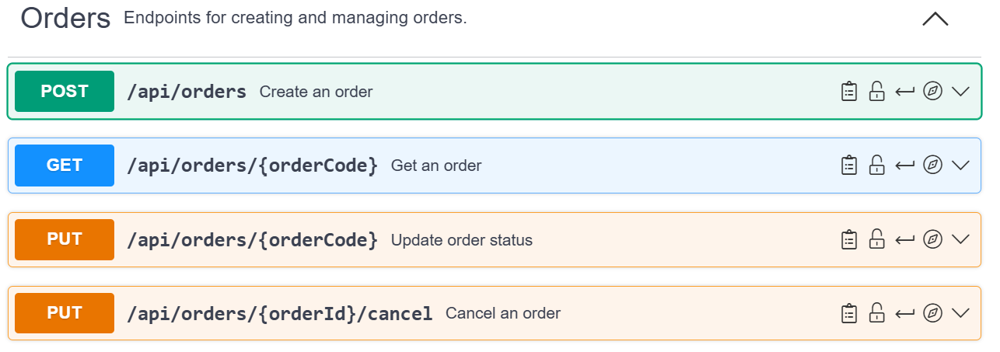 Orders Endpoints for creating and managing orders.
POST /api/orders Create an order
GET /api/orders/{orderCode} Get an order
PUT /api/orders/{orderCode} Update order status
PUT /api/orders/{orderId}/cancel Cancel an order